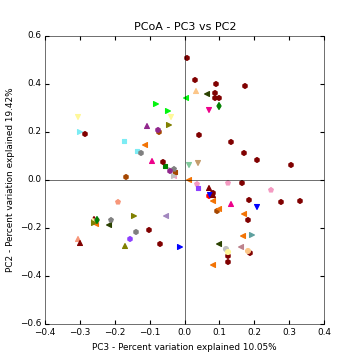 PCoA - PC3 vs PC2
PC2 - Percent variation explained 19.42%
0.6
0.4
0.2
0.0
−0.2
−0.4
−0.6
−0.4 −0.3 −0.2 −0.1 0.0 0.1 0.2 0.3 0.4
PC3 - Percent variation explained 10.05%